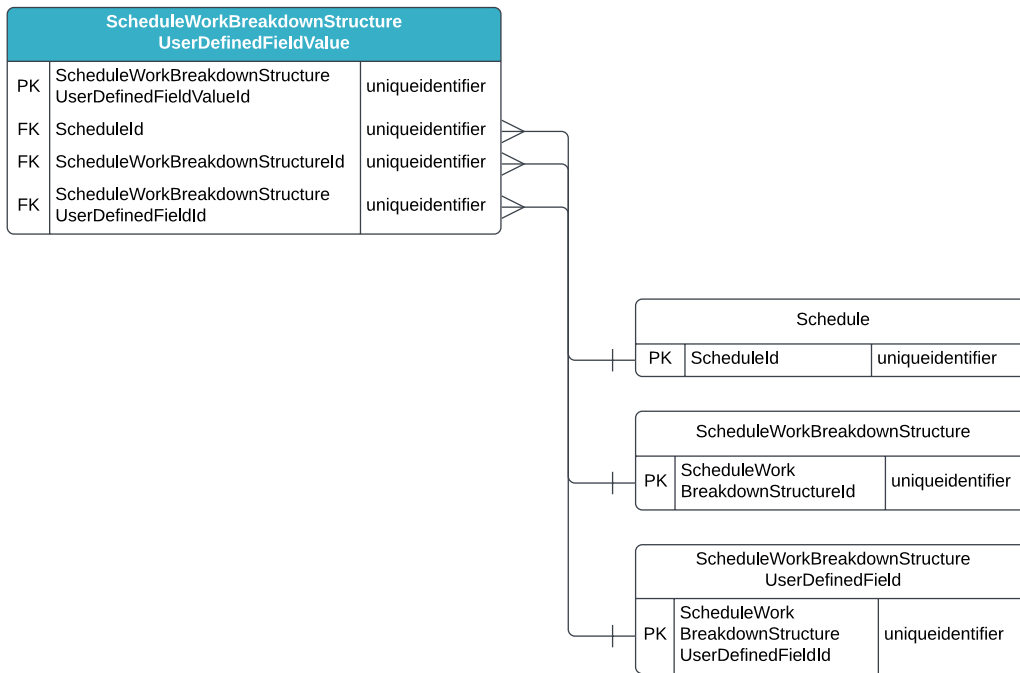 ScheduleWorkBreakdownStructure
UserDefinedFieldValue
PK ScheduleWorkBreakdownStructure
UserDefinedFieldValueId uniqueidentifier
FK ScheduleId uniqueidentifier
FK ScheduleWorkBreakdownStructureId uniqueidentifier
FK ScheduleWorkBreakdownStructure
UserDefinedFieldId uniqueidentifier
Schedule
PK ScheduleId uniqueidentifier
ScheduleWorkBreakdownStructure
PK ScheduleWork
BreakdownStructureId uniqueidentifier
ScheduleWorkBreakdownStructure
UserDefinedField
PK ScheduleWork
BreakdownStructure uniqueidentifier
UserDefinedFieldId